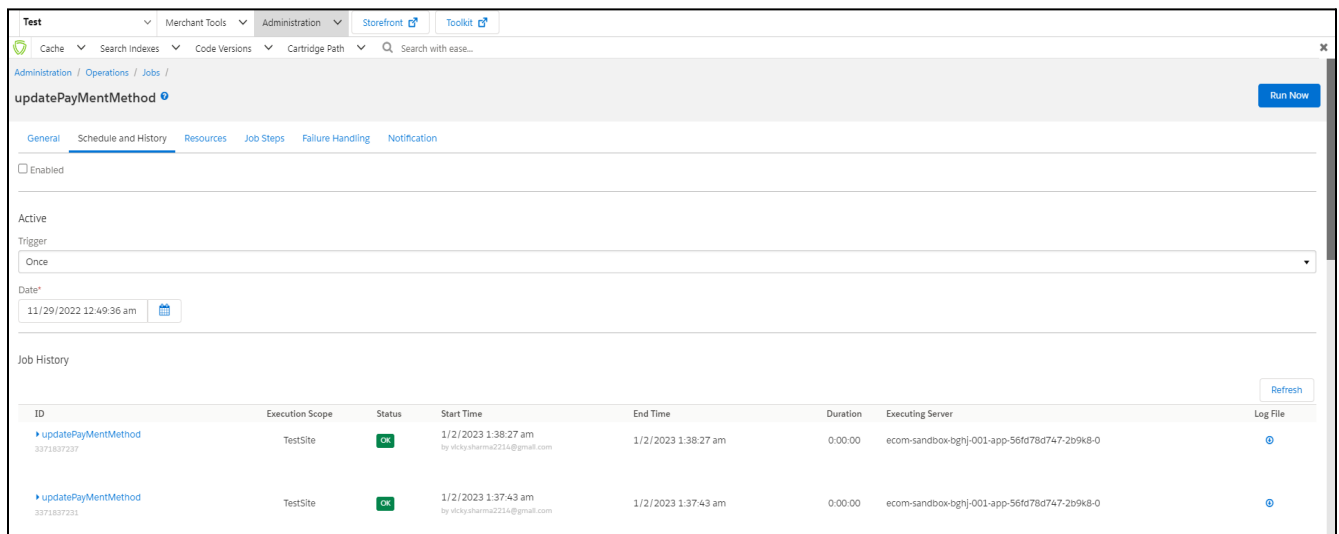 Test Merchant Tools Administration Storefront Toolkit
Cache Search Indexes Code Versions Cartridge Path Search with ease...
Administration / Operations / Jobs /
updatePayMentMethod
Run Now
General Schedule and History Resources Job Steps Failure Handling Notification
Enabled
Active
Trigger
Once
Date*
11/29/2022 12:49:36 am
Job History
Refresh
ID Execution Scope Status Start Time End Time Duration Executing Server Log File
updatePayMentMethod TestSite OK 1/2/2023 1:38:27 am 1/2/2023 1:38:27 am 0:00:00 ecom-sandbox-bghj-001-app-56fd78d747-2b9k8-0
3371837237 by vicky.sharma2214@gmail.com
updatePayMentMethod TestSite OK 1/2/2023 1:37:43 am 1/2/2023 1:37:43 am 0:00:00 ecom-sandbox-bghj-001-app-56fd78d747-2b9k8-0
3371837231 by vicky.sharma2214@gmail.com